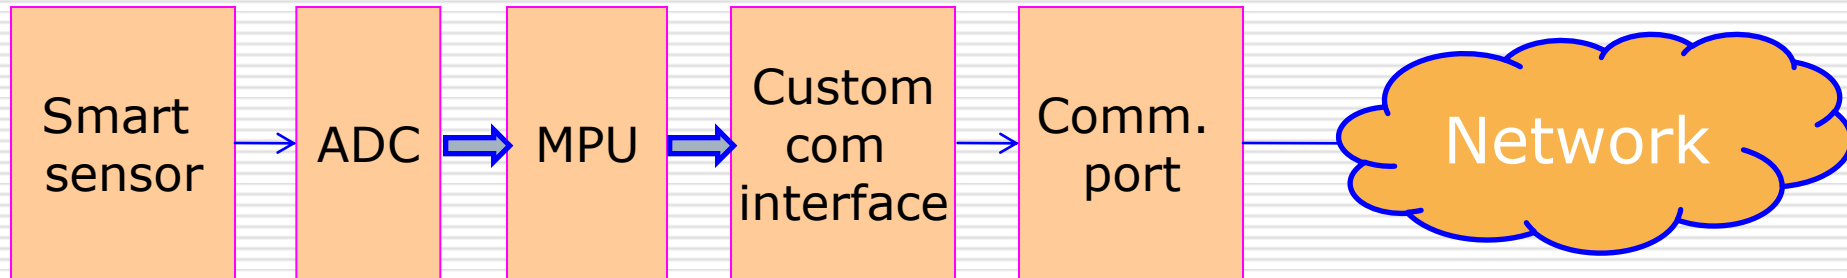 Smart
sensor
ADC
MPU
Custom
com
interface
Comm.
port
Network